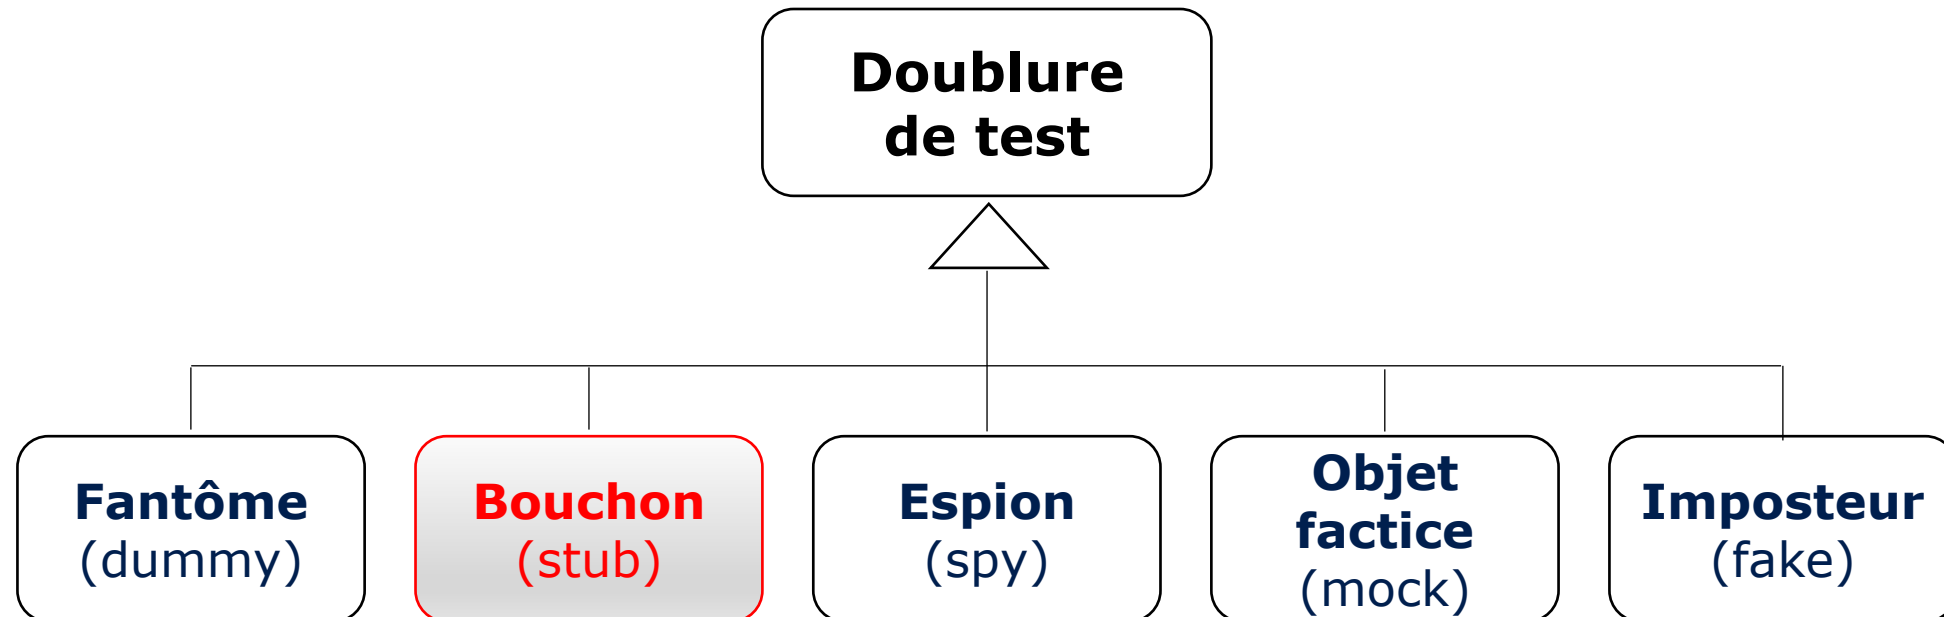 Doublure
de test
Fantôme
(dummy)
Bouchon
(stub)
Espion
(spy)
Objet
factice
(mock)
Imposteur
(fake)